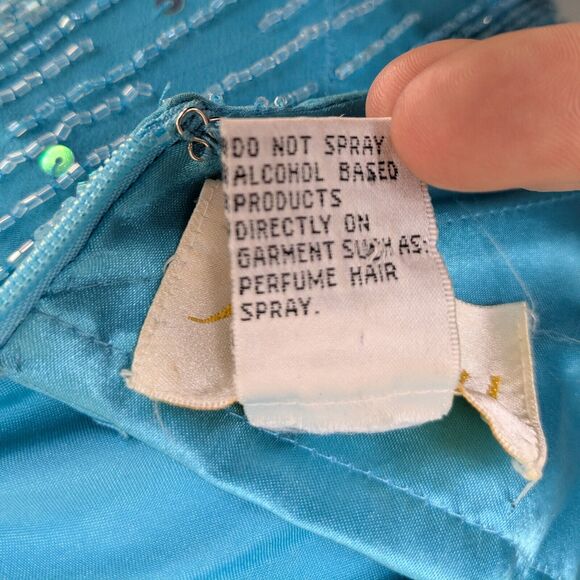 DO NOT SPRAY
ALCOHOL BASED
PRODUCTS
DIRECTLY ON
GARMENT SUCH AS:
PERFUME HAIR
SPRAY.